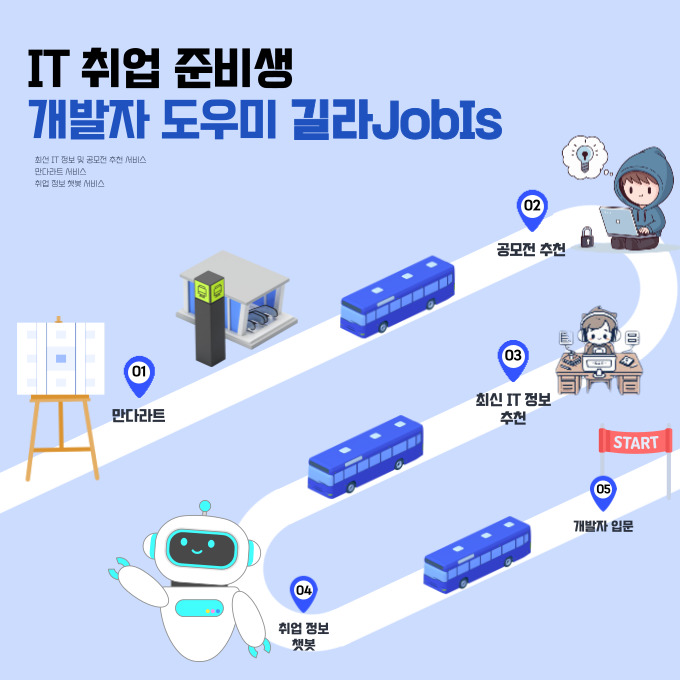 IT 취업 준비생
개발자 도우미 길라JobIs
최선 IT 정보 및 공모전 추천 서비스
만다라트 서비스
취업 정보 챗봇 서비스
02
공모전 추천
01
만다라트
03
최신 IT 정보
추천
START
05
개발자 입문
04
취업 정보
챗봇